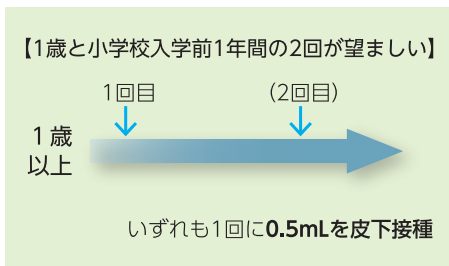 【1歳と小学校入学前1年間の2回が望ましい】
1回目 (2回目)
1歳
以上
いずれも1回に0.5mLを皮下接種